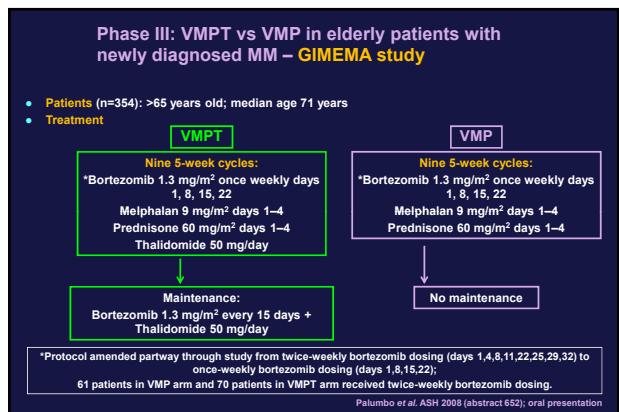 Phase III: VMPT vs VMP in elderly patients with
newly diagnosed MM – GIMEMA study
● Patients (n=354): >65 years old; median age 71 years
● Treatment
VMPT
Nine 5-week cycles:
*Bortezomib 1.3 mg/m² once weekly days
1, 8, 15, 22
Melphalan 9 mg/m² days 1–4
Prednisone 60 mg/m² days 1–4
Thalidomide 50 mg/day
Maintenance:
Bortezomib 1.3 mg/m² every 15 days +
Thalidomide 50 mg/day
VMP
Nine 5-week cycles:
*Bortezomib 1.3 mg/m² once weekly days
1, 8, 15, 22
Melphalan 9 mg/m² days 1–4
Prednisone 60 mg/m² days 1–4
No maintenance
*Protocol amended partway through study from twice-weekly bortezomib dosing (days 1,4,8,11,22,25,29,32) to
once-weekly bortezomib dosing (days 1,8,15,22);
61 patients in VMP arm and 70 patients in VMPT arm received twice-weekly bortezomib dosing.
Palumbo et al. ASH 2008 (abstract 652); oral presentation